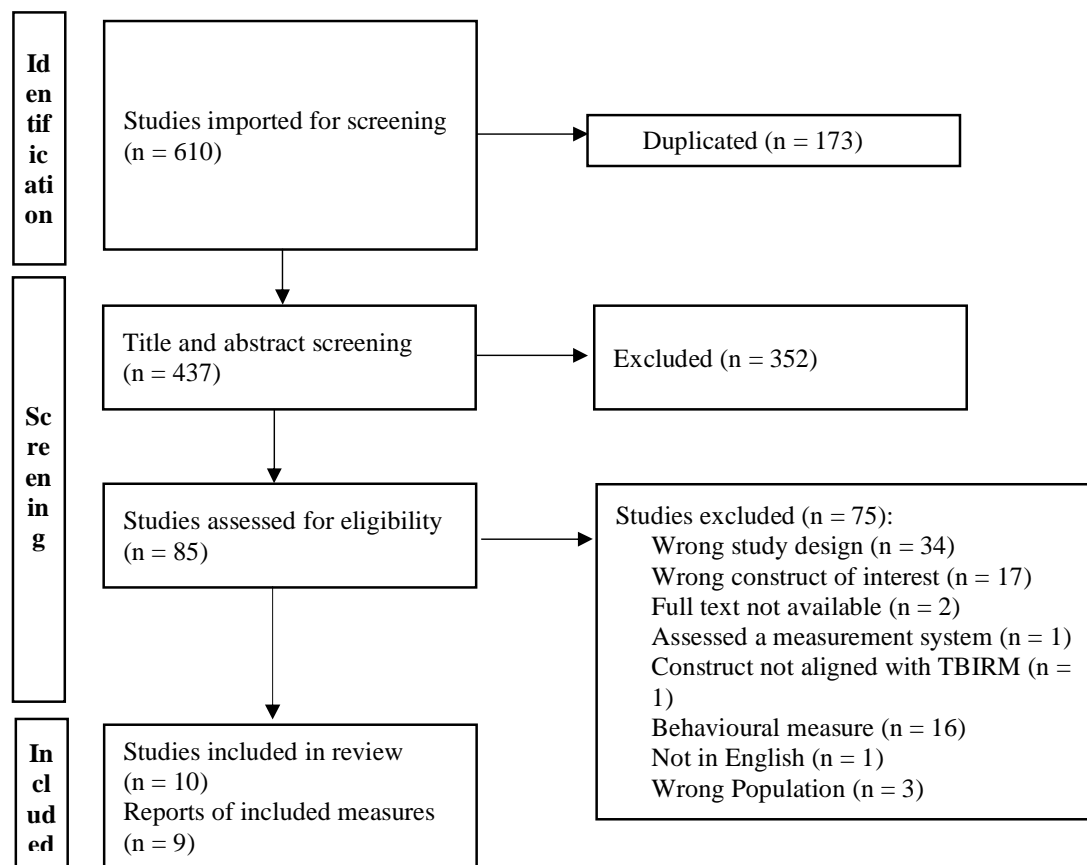 Id
en
tif
ic
ati
on
Studies imported for screening
(n = 610)
Duplicated (n = 173)
Sc
re
en
in
g
Title and abstract screening
(n = 437)
Excluded (n = 352)
Studies assessed for eligibility
(n = 85)
Studies excluded (n = 75):
Wrong study design (n = 34)
Wrong construct of interest (n = 17)
Full text not available (n = 2)
Assessed a measurement system (n = 1)
Construct not aligned with TBIRM (n =
1)
Behavioural measure (n = 16)
Not in English (n = 1)
Wrong Population (n = 3)
In
cl
ud
ed
Studies included in review
(n = 10)
Reports of included measures
(n = 9)